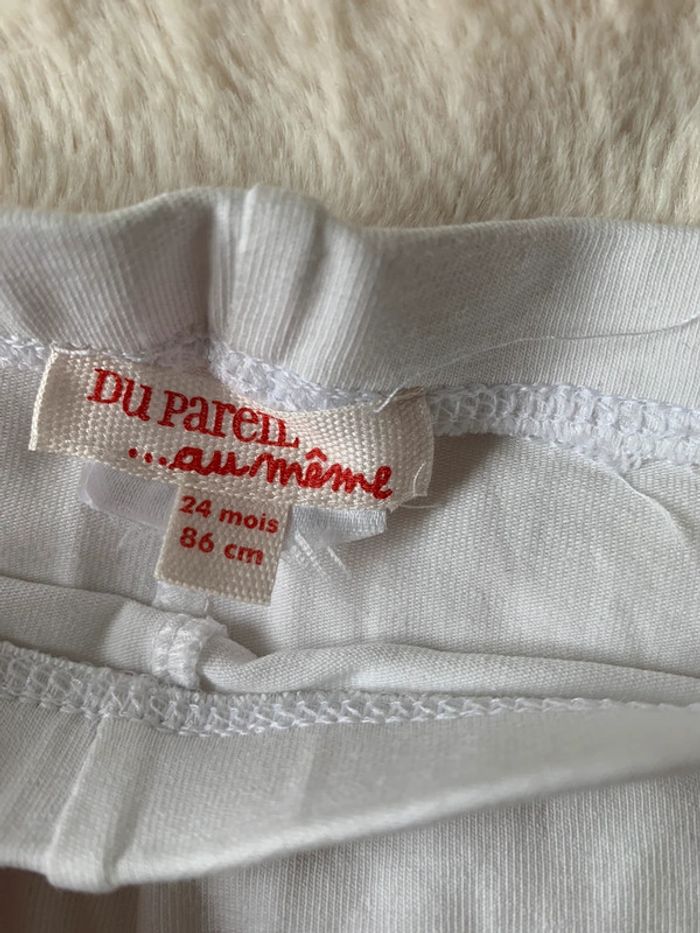 Du Pareil
...au même
24 mois
86 cm